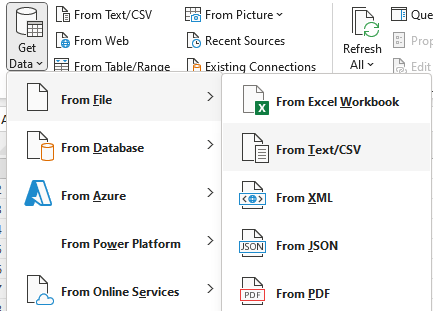 Get
Data
From Text/CSV
From Web
From Table/Range
From Picture
Recent Sources
Existing Connections
Refresh
All
Edit
From File
From Database
From Azure
From Power Platform
From Online Services
From Excel Workbook
From Text/CSV
From XML
JSON
From JSON
PDF
From PDF